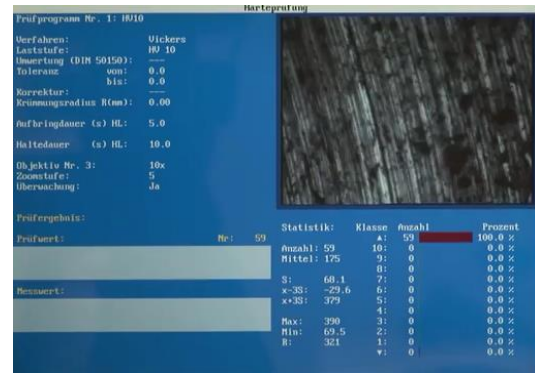 Härteprüfung
Prüfprogramm Nr. 1: HV10
Verfahren: Vickers
Laststufe: HV 10
Umwertung (DIN 50150): ---
Toleranz von: 0.0
bis: 0.0
Korrektur: ---
Krümmungsradius R(mm): 0.00
Aufbringdauer (s) HL: 5.0
Haltedauer (s) HL: 10.0
Objektiv Nr. 3: 10x
Zoomstufe: 5
Überwachung: Ja
Prüfergebnis:
Prüfwert: Nr: 59
Messwert:
Statistik: Klasse Anzahl Prozent
▲: 59 100.0 %
Anzahl: 59 10: 0 0.0 %
Mittel: 175 9: 0 0.0 %
8: 0 0.0 %
S: 68.1 7: 0 0.0 %
x-3S: -29.6 6: 0 0.0 %
x+3S: 379 5: 0 0.0 %
4: 0 0.0 %
Max: 390 3: 0 0.0 %
Min: 69.5 2: 0 0.0 %
R: 321 1: 0 0.0 %
▼: 0 0.0 %